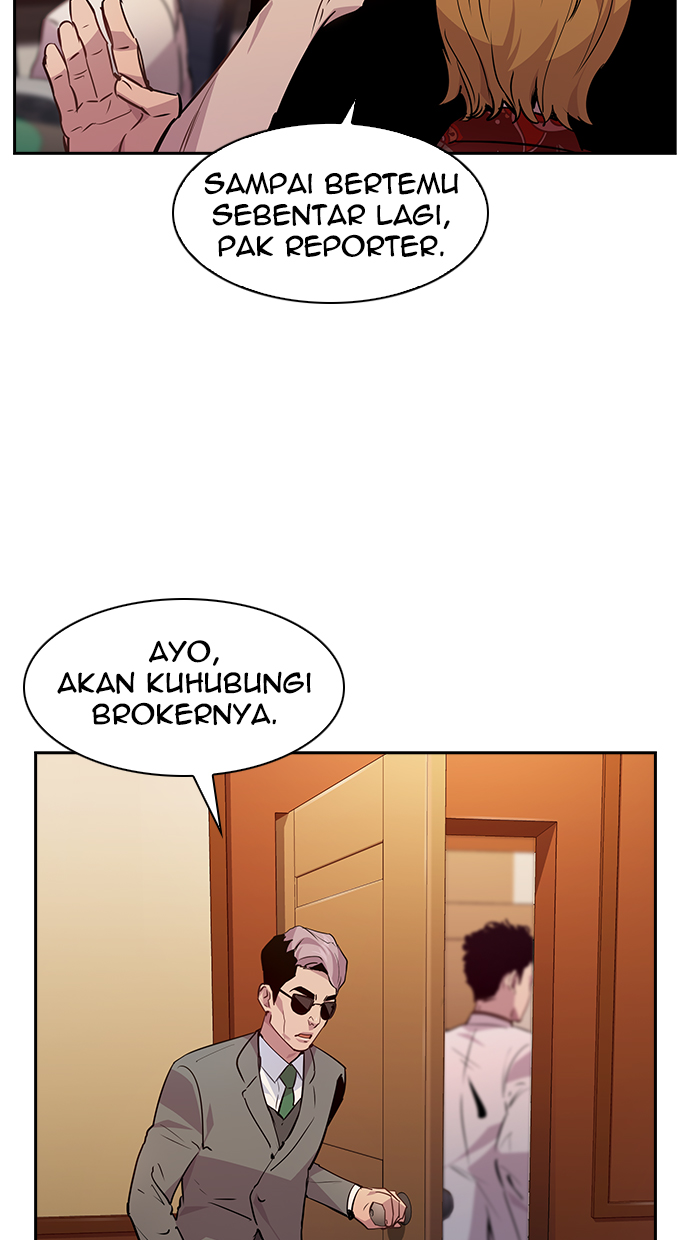 SAMPAI BERTEMU
SEBENTAR LAGI,
PAK REPORTER.
AYO,
AKAN KUHUBUNGI
BROKERNYA.